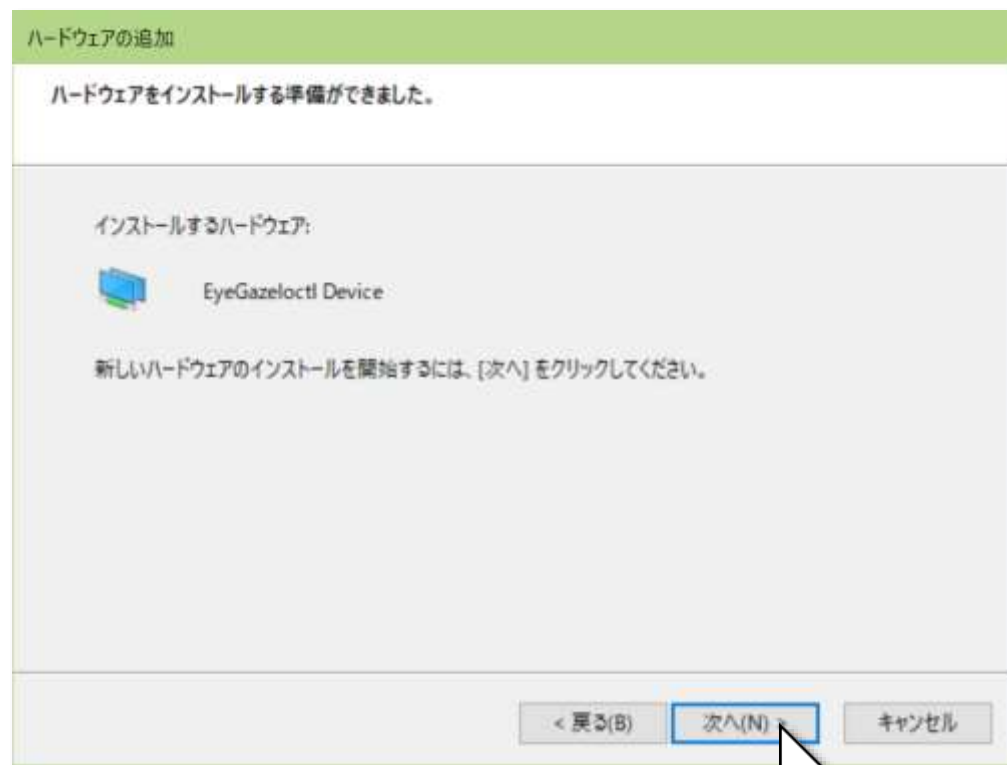 ハードウェアの追加
ハードウェアをインストールする準備ができました。
インストールするハードウェア:
EyeGazeIoctl Device
新しいハードウェアのインストールを開始するには、[次へ] をクリックしてください。
< 戻る(B)
次へ(N) >
キャンセル